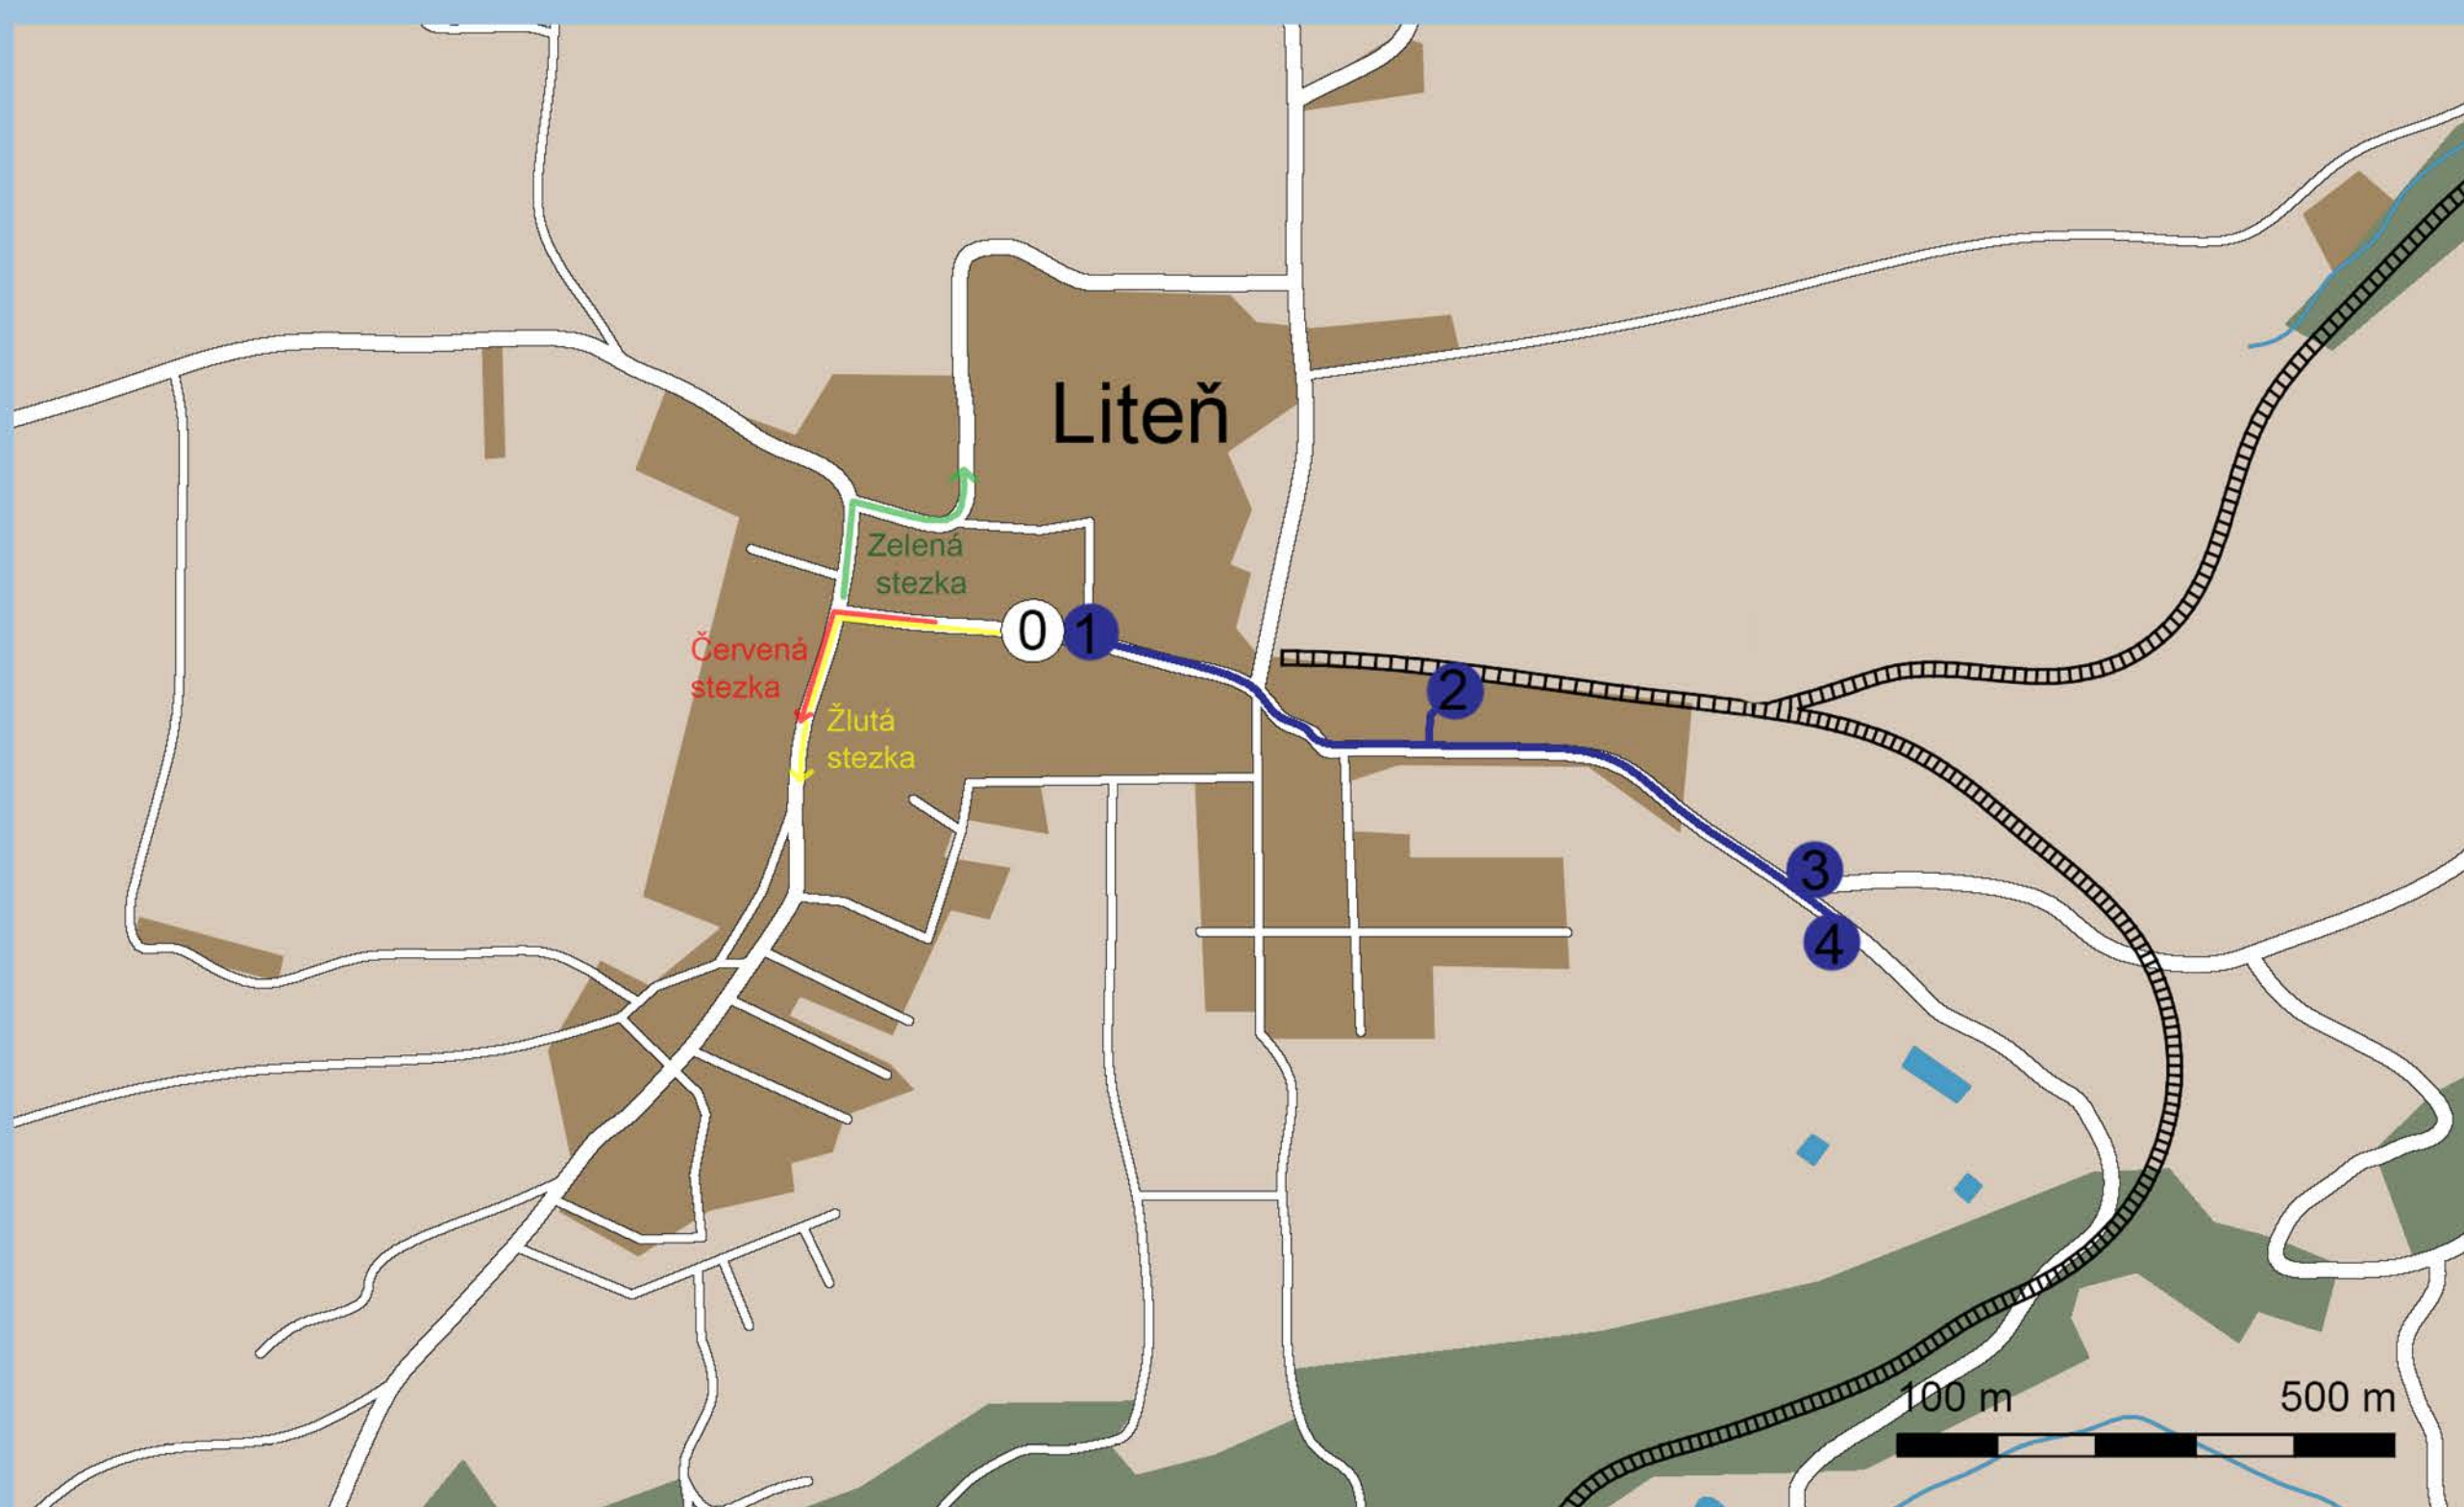 Liteň
Zelená
stezka
0
1
Červená
stezka
2
Žlutá
stezka
3
4
100 m
500 m